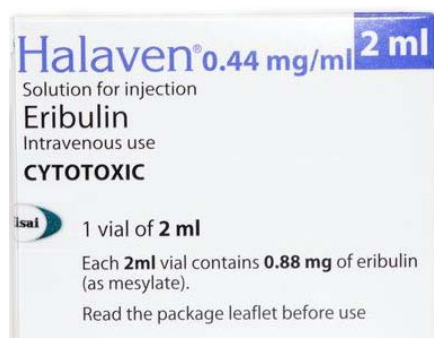 Halaven® 0.44 mg/ml 2 ml
Solution for injection
Eribulin
Intravenous use
CYTOTOXIC
isai
1 vial of 2 ml
Each 2ml vial contains 0.88 mg of eribulin
(as mesylate).
Read the package leaflet before use